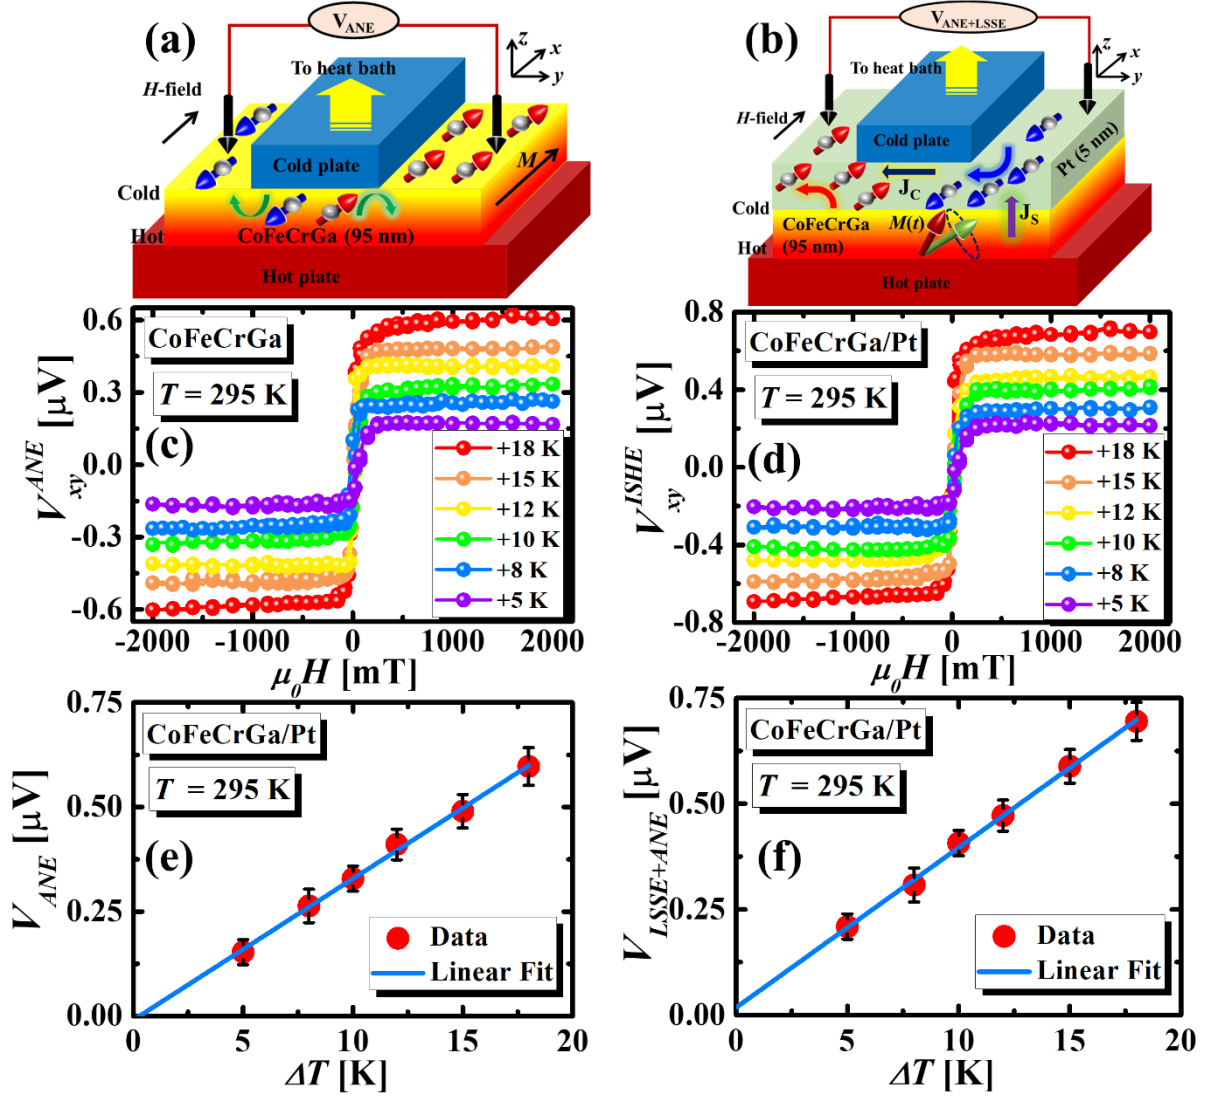 (a)
V_ANE
z
x
y
To heat bath
H-field
Cold plate
M
Cold
Hot
CoFeCrGa (95 nm)
Hot plate
(b)
V_ANE+LSSE
z
x
y
To heat bath
H-field
Cold plate
Pt (5 nm)
J_C
Cold
J_S
CoFeCrGa
(95 nm)
M(t)
Hot
Hot plate
V_xy^ANE [μV]
0.6
0.3
0.0
-0.3
-0.6
CoFeCrGa
T = 295 K
(c)
+18 K
+15 K
+12 K
+10 K
+8 K
+5 K
-2000 -1000 0 1000 2000
μ₀H [mT]
V_xy^ISHE [μV]
0.8
0.4
0.0
-0.4
-0.8
CoFeCrGa/Pt
T = 295 K
(d)
+18 K
+15 K
+12 K
+10 K
+8 K
+5 K
-2000 -1000 0 1000 2000
μ₀H [mT]
V_ANE [μV]
0.75
0.50
0.25
0.00
CoFeCrGa/Pt
T = 295 K
(e)
Data
Linear Fit
0 5 10 15 20
ΔT [K]
V_LSSE+ANE [μV]
0.75
0.50
0.25
0.00
CoFeCrGa/Pt
T = 295 K
(f)
Data
Linear Fit
0 5 10 15 20
ΔT [K]